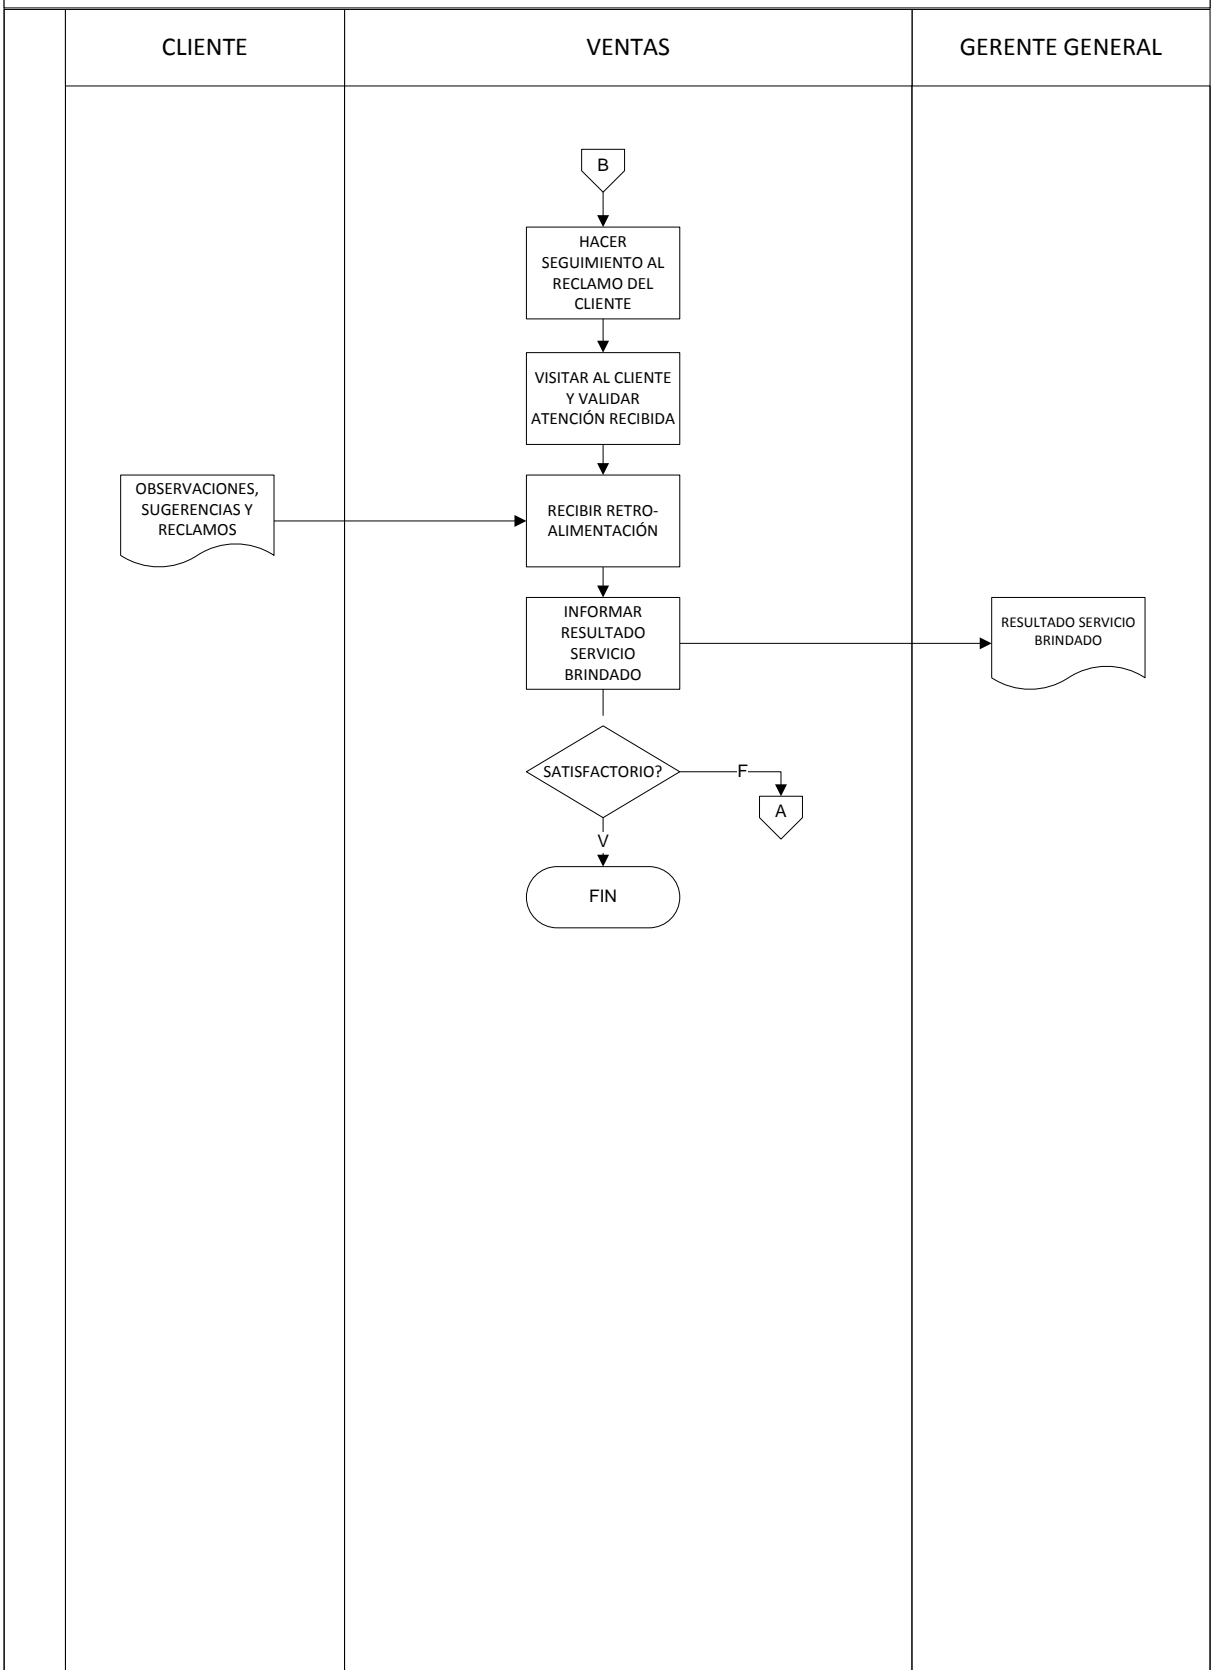 CLIENTE
VENTAS
GERENTE GENERAL
B
HACER
SEGUIMIENTO AL
RECLAMO DEL
CLIENTE
VISITAR AL CLIENTE
Y VALIDAR
ATENCIÓN RECIBIDA
OBSERVACIONES,
SUGERENCIAS Y
RECLAMOS
RECIBIR RETRO-
ALIMENTACIÓN
INFORMAR
RESULTADO
SERVICIO
BRINDADO
RESULTADO SERVICIO
BRINDADO
SATISFACTORIO?
F
A
V
FIN